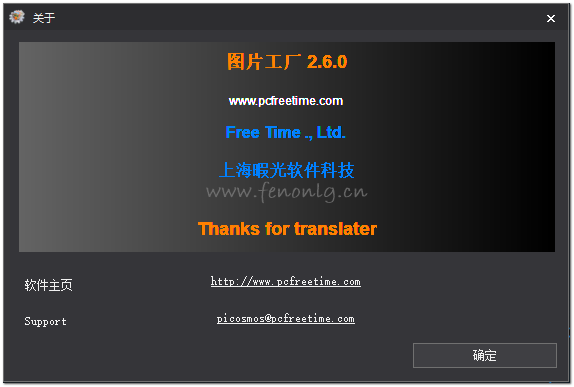 关于
图片工厂 2.6.0
www.pcfreetime.com
Free Time ., Ltd.
上海暇光软件科技
www.fenonlg.cn
Thanks for translater
软件主页
http://www.pcfreetime.com
Support
picosmos@pcfreetime.com
确定